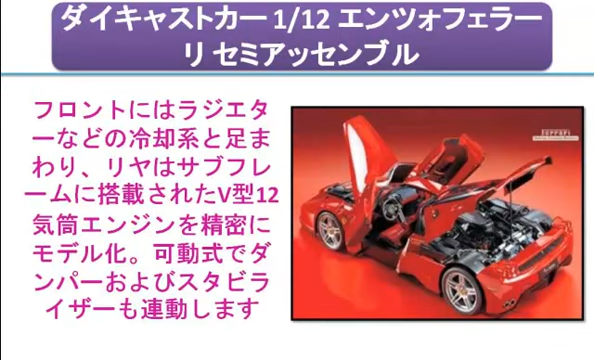 ダイキャストカー 1/12 エンツォフェラー
リ セミアッセンブル
フロントにはラジエタ
ーなどの冷却系と足ま
わり、リヤはサブフレ
ームに搭載されたV型12
気筒エンジンを精密に
モデル化。可動式でダ
ンパーおよびスタビラ
イザーも連動します
Ferrari